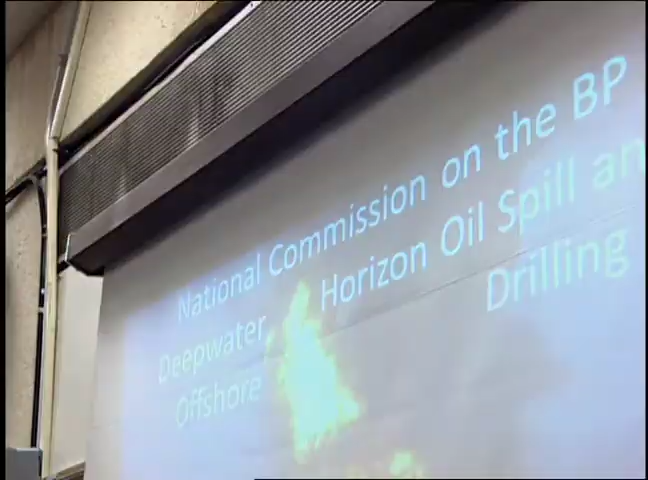 National Commission on the BP
Deepwater Horizon Oil Spill an
Offshore Drilling